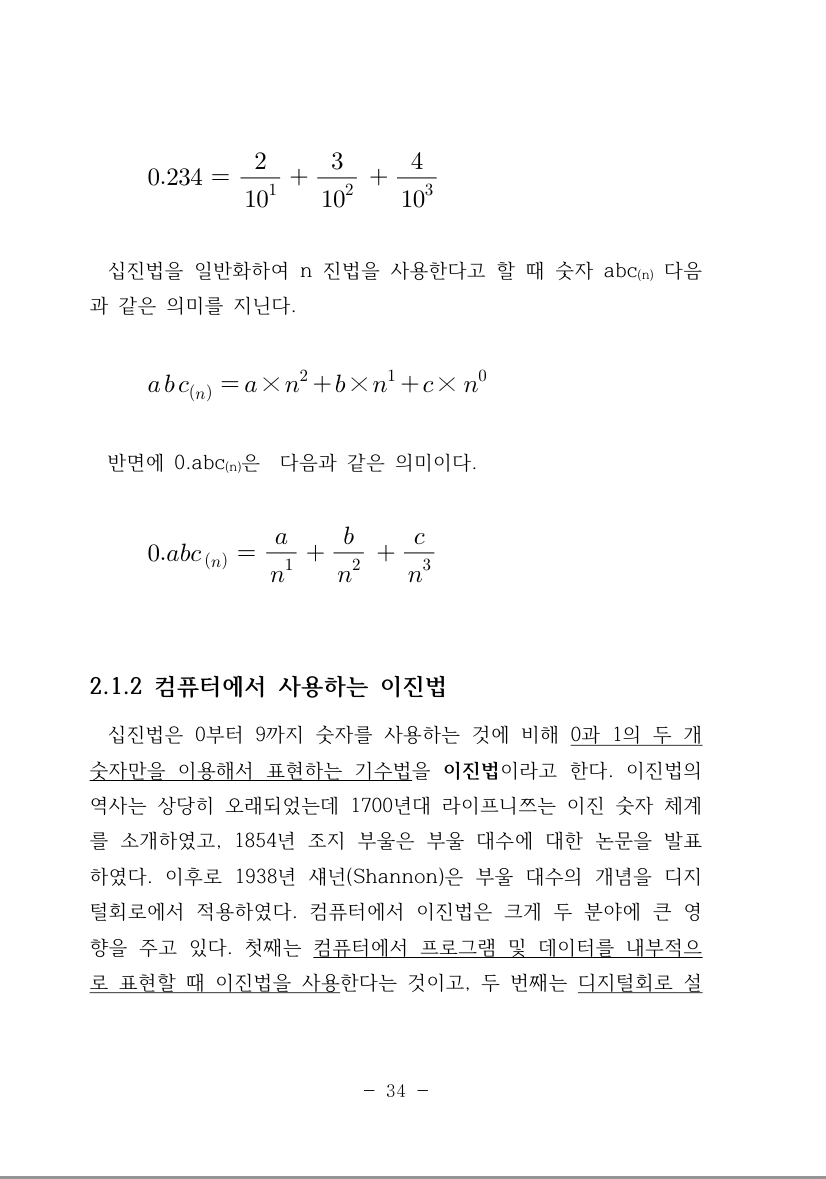 0.234 = 2/10^1 + 3/10^2 + 4/10^3
십진법을 일반화하여 n 진법을 사용한다고 할 때 숫자 abc(n) 다음
과 같은 의미를 지닌다.
abc(n) = a×n^2+b×n^1+c× n^0
반면에 0.abc(n)은 다음과 같은 의미이다.
0.abc(n) = a/n^1 + b/n^2 + c/n^3
2.1.2 컴퓨터에서 사용하는 이진법
십진법은 0부터 9까지 숫자를 사용하는 것에 비해 0과 1의 두 개
숫자만을 이용해서 표현하는 기수법을 이진법이라고 한다. 이진법의
역사는 상당히 오래되었는데 1700년대 라이프니쯔는 이진 숫자 체계
를 소개하였고, 1854년 조지 부울은 부울 대수에 대한 논문을 발표
하였다. 이후로 1938년 섀넌(Shannon)은 부울 대수의 개념을 디지
털회로에서 적용하였다. 컴퓨터에서 이진법은 크게 두 분야에 큰 영
향을 주고 있다. 첫째는 컴퓨터에서 프로그램 및 데이터를 내부적으
로 표현할 때 이진법을 사용한다는 것이고, 두 번째는 디지털회로 설
- 34 -